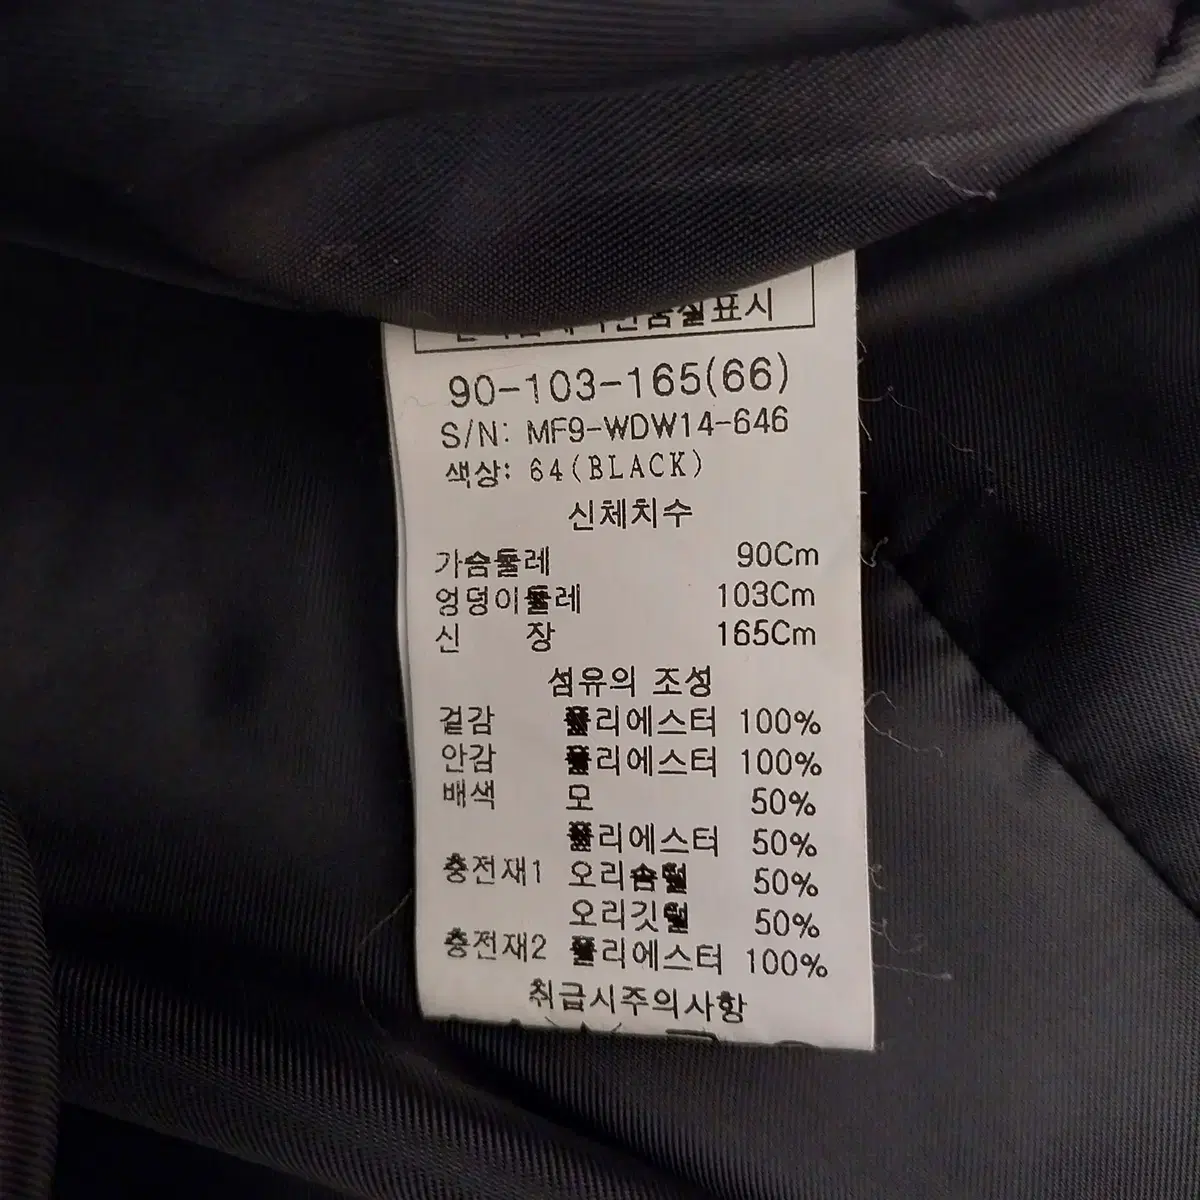 품질표시
90-103-165(66)
S/N: MF9-WDW14-646
색상: 64(BLACK)
신체치수
가슴둘레 90Cm
엉덩이둘레 103Cm
신 장 165Cm
섬유의 조성
겉감 폴리에스터 100%
안감 폴리에스터 100%
배색 모 50%
폴리에스터 50%
충전재1 오리솜털 50%
오리깃털 50%
충전재2 폴리에스터 100%
취급시주의사항